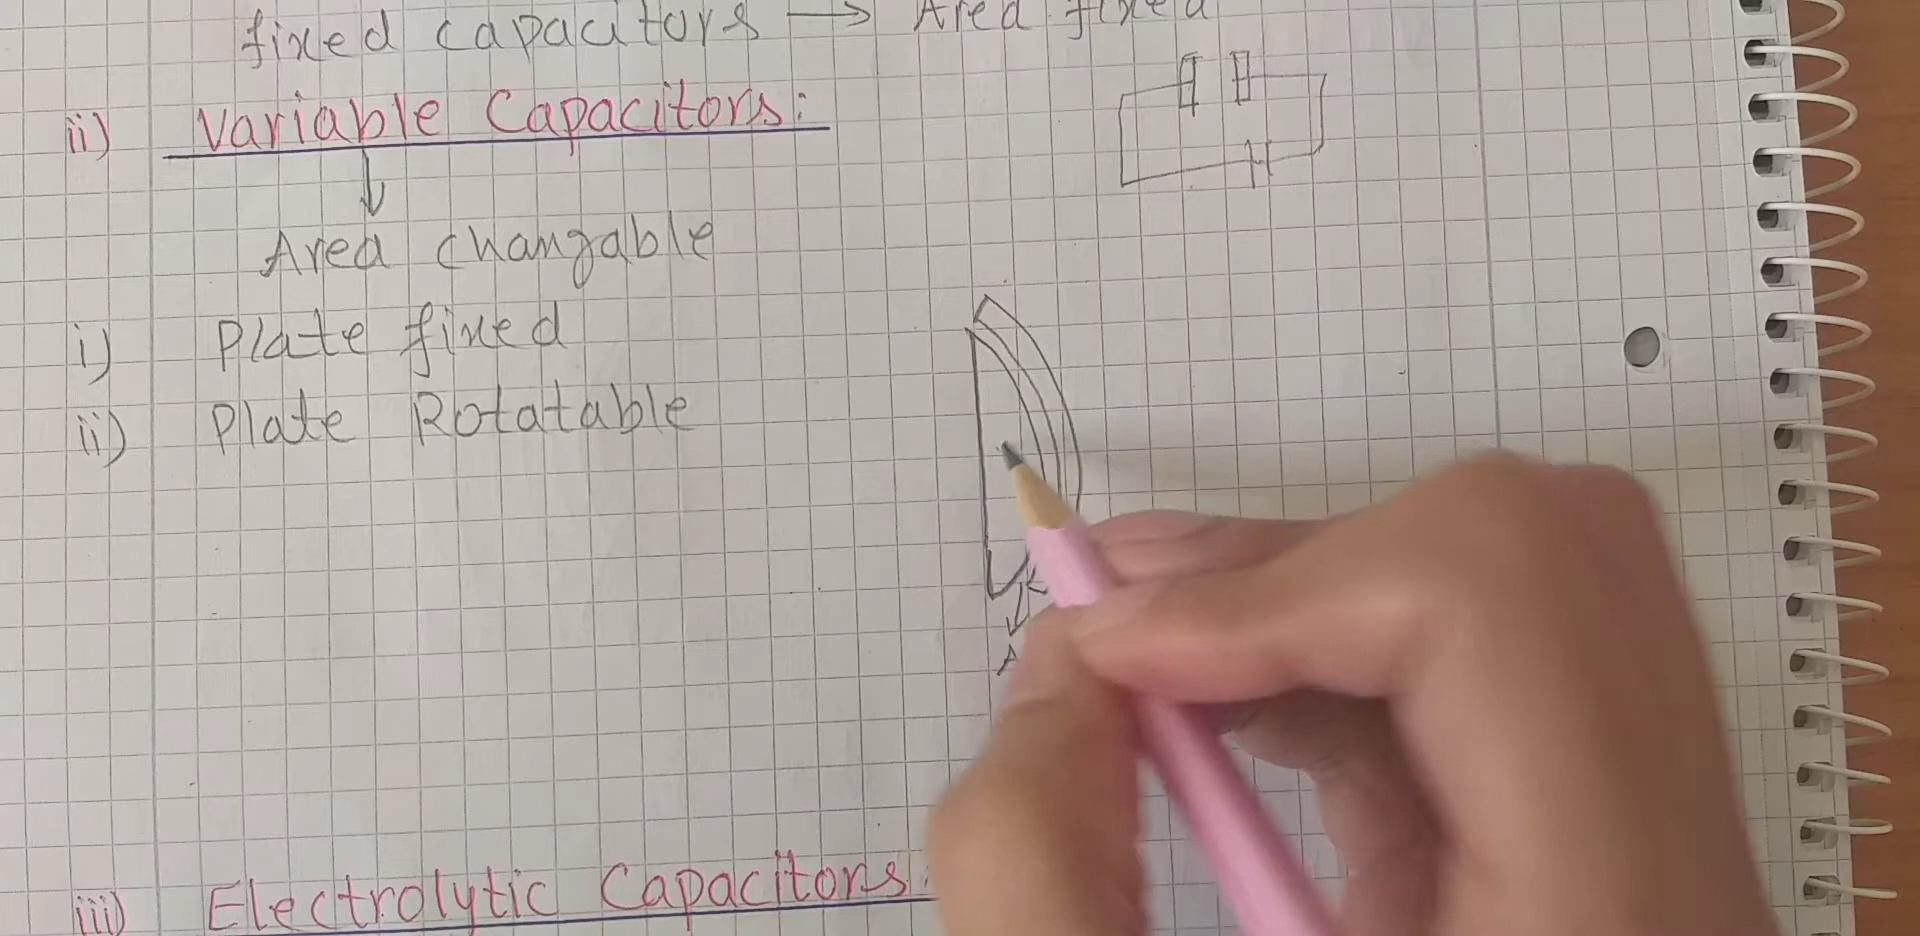 fixed capacitors → Area fixed
ii) Variable Capacitors:
Area changable
i) Plate fixed
ii) Plate Rotatable
A
iii) Electrolytic Capacitors